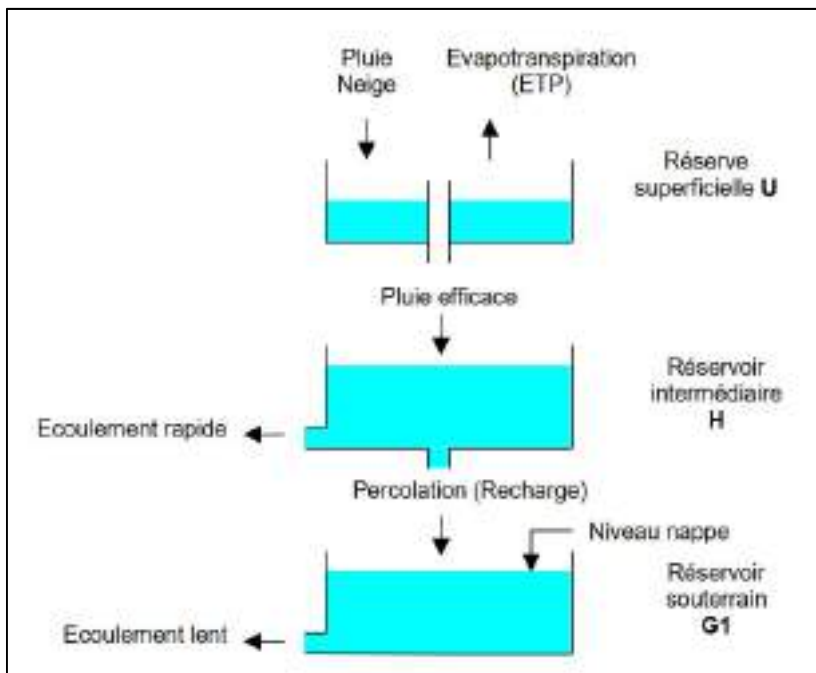 Pluie
Neige
Evapotranspiration
(ETP)
Réserve
superficielle U
Pluie efficace
Réservoir
intermédiaire
H
Ecoulement rapide
Percolation (Recharge)
Niveau nappe
Réservoir
souterrain
G1
Ecoulement lent